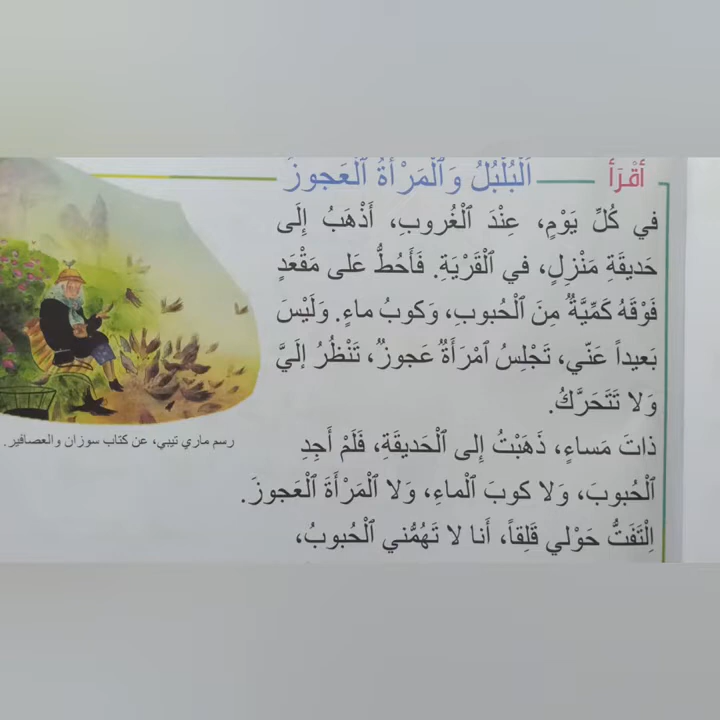 أَقْرَأُ
اَلْبُلْبُلُ وَٱلْمَرْأَةُ ٱلْعَجوزُ
في كُلِّ يَوْمٍ، عِنْدَ ٱلْغُروبِ، أَذْهَبُ إِلَى
حَديقَةِ مَنْزِلٍ، في ٱلْقَرْيَةِ. فَأَحُطُّ عَلى مَقْعَدٍ
فَوْقَهُ كَمِّيَّةٌ مِنَ ٱلْحُبوبِ، وَكوبُ ماءٍ. وَلَيْسَ
بَعيداً عَنّي، تَجْلِسُ ٱمْرَأَةٌ عَجوزٌ، تَنْظُرُ إلَيَّ
وَلا تَتَحَرَّكُ.
ذاتَ مَساءٍ، ذَهَبْتُ إِلى ٱلْحَديقَةِ، فَلَمْ أَجِدِ
ٱلْحُبوبَ، وَلا كوبَ ٱلْماءِ، وَلا ٱلْمَرْأَةَ ٱلْعَجوزَ.
اِلْتَفَتُّ حَوْلي قَلِقاً، أَنا لا تَهُمُّني ٱلْحُبوبُ،
رسم ماري تيبي، عن كتاب سوزان والعصافير.